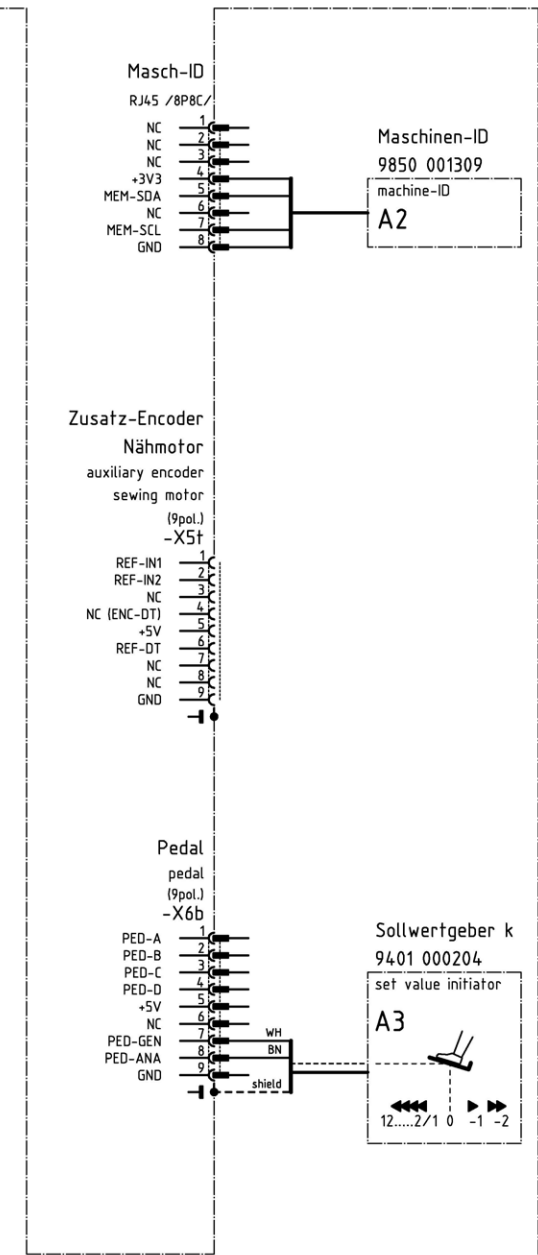 Masch-ID
RJ45 /8P8C/
NC 1
NC 2
NC 3
+3V3 4
MEM-SDA 5
NC 6
MEM-SCL 7
GND 8
Maschinen-ID
9850 001309
machine-ID
A2
Zusatz-Encoder
Nähmotor
auxiliary encoder
sewing motor
(9pol.)
-X5t
REF-IN1 1
REF-IN2 2
NC 3
NC (ENC-DT) 4
+5V 5
REF-DT 6
NC 7
NC 8
GND 9
Pedal
pedal
(9pol.)
-X6b
PED-A 1
PED-B 2
PED-C 3
PED-D 4
+5V 5
NC 6
PED-GEN 7 WH
PED-ANA 8 BN
GND 9
shield
Sollwertgeber k
9401 000204
set value initiator
A3
12.....2/1 0 -1 -2